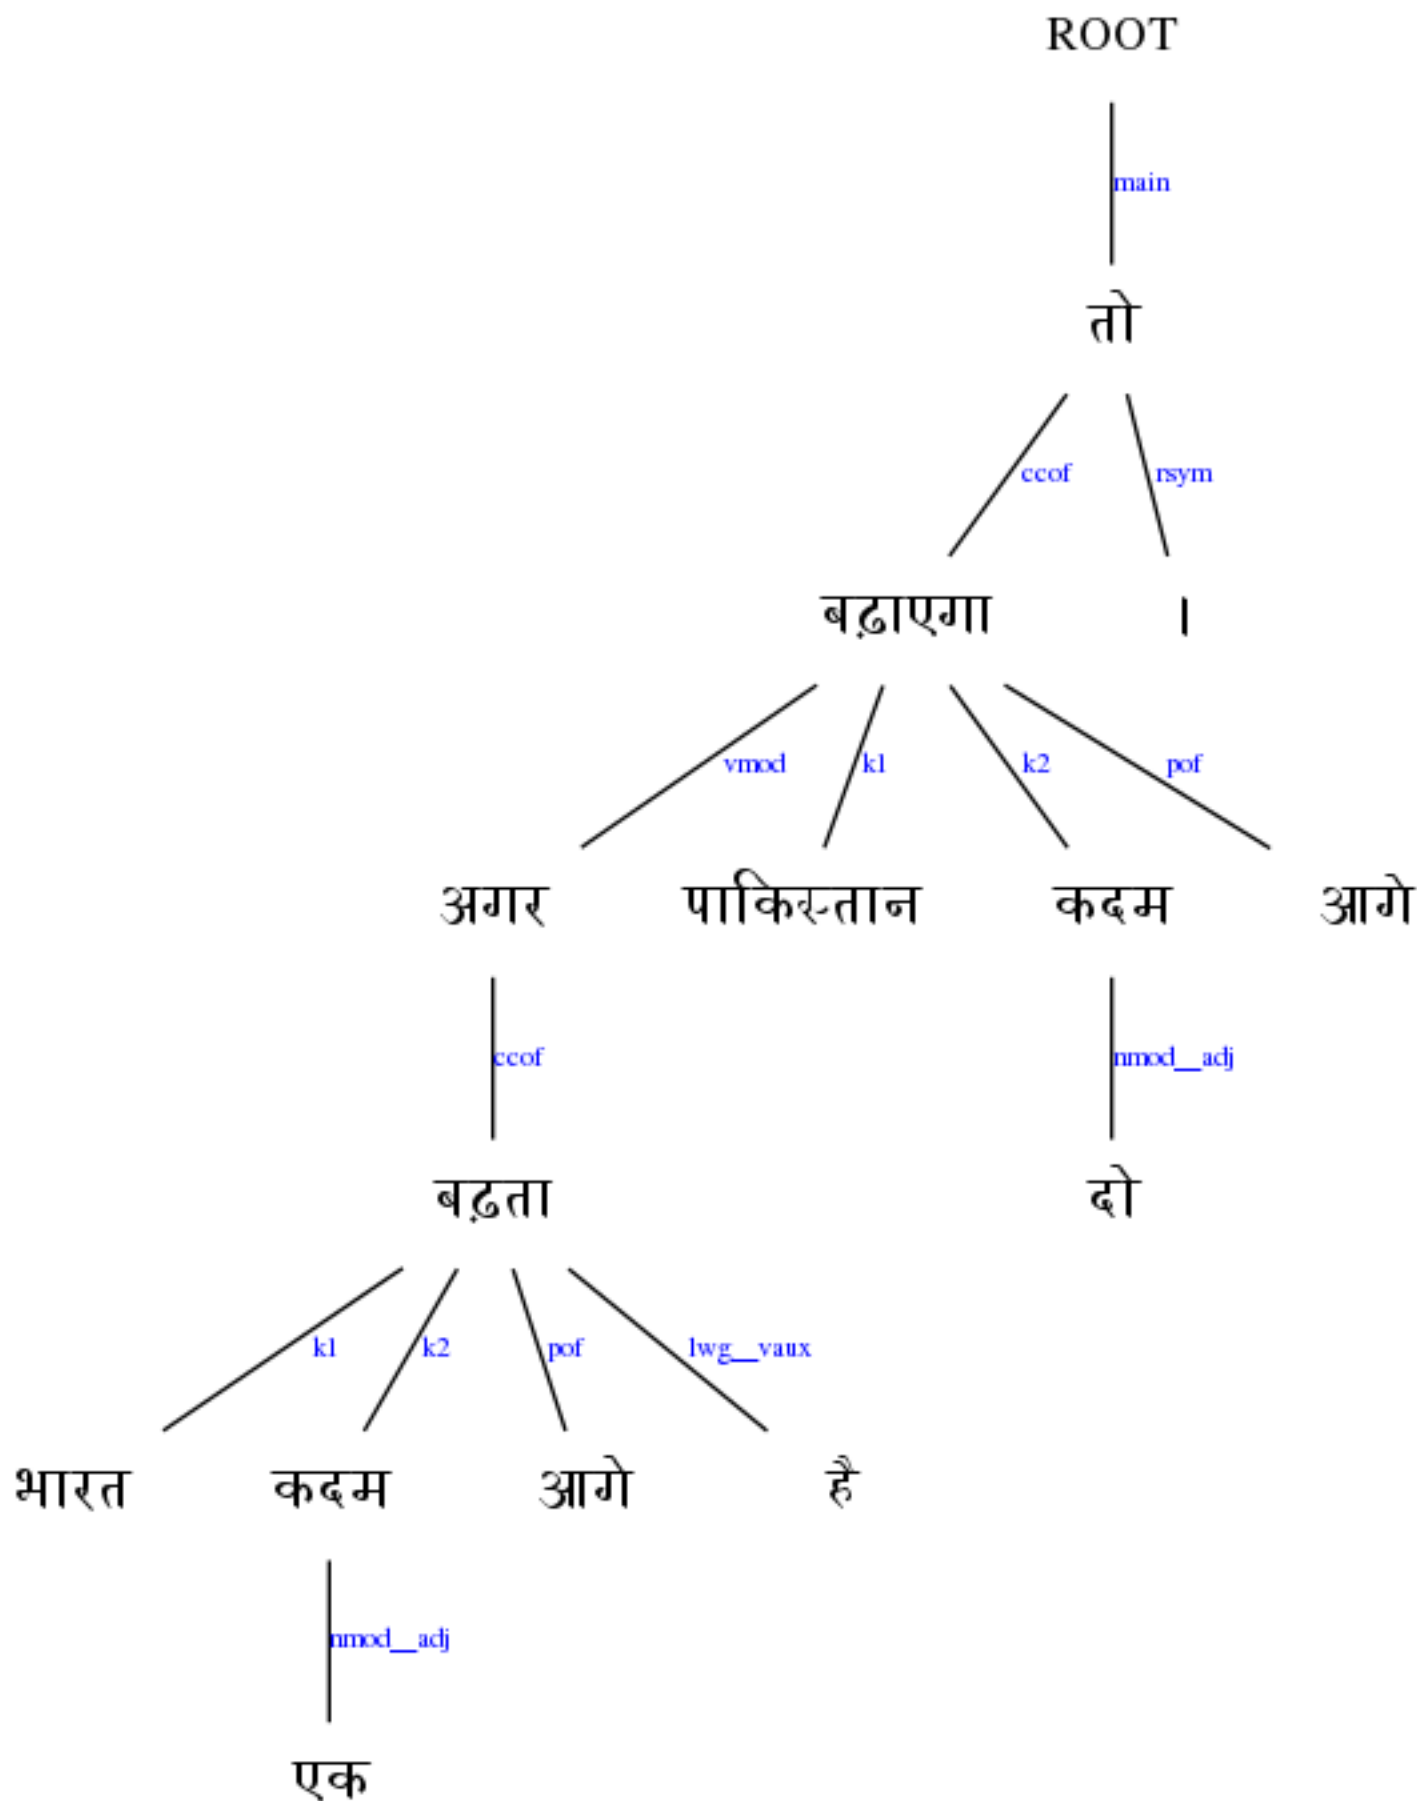 ROOT
main
तो
ccof rsym
बढ़ाएगा ।
vmod k1 k2 pof
अगर पाकिस्तान कदम आगे
ccof nmod__adj
बढ़ता दो
k1 k2 pof lwg__vaux
भारत कदम आगे है
nmod__adj
एक